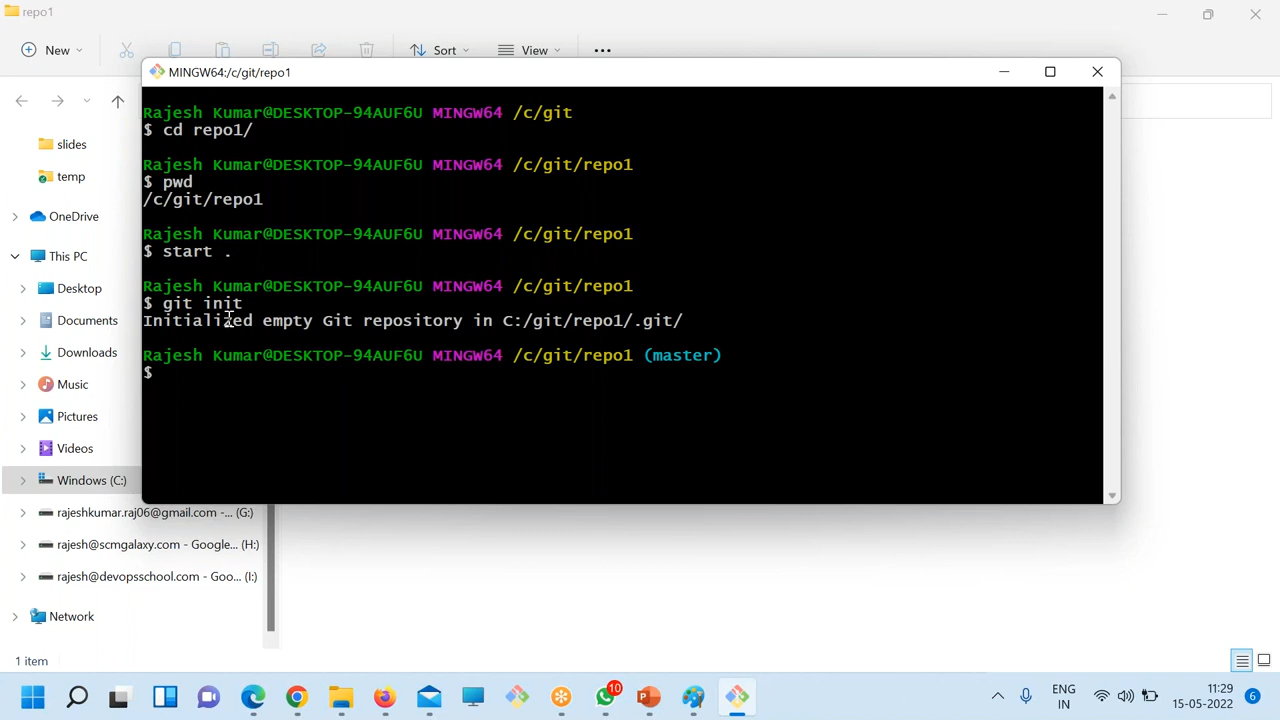 repo1
New
Sort
View
MINGW64:/c/git/repo1
Rajesh Kumar@DESKTOP-94AUF6U MINGW64 /c/git
$ cd repo1/
Rajesh Kumar@DESKTOP-94AUF6U MINGW64 /c/git/repo1
$ pwd
/c/git/repo1
Rajesh Kumar@DESKTOP-94AUF6U MINGW64 /c/git/repo1
$ start .
Rajesh Kumar@DESKTOP-94AUF6U MINGW64 /c/git/repo1
$ git init
Initialized empty Git repository in C:/git/repo1/.git/
Rajesh Kumar@DESKTOP-94AUF6U MINGW64 /c/git/repo1 (master)
$
slides
temp
OneDrive
This PC
Desktop
Documents
Downloads
Music
Pictures
Videos
Windows (C:)
rajeshkumar.raj06@gmail.com -... (G:)
rajesh@scmgalaxy.com - Google... (H:)
rajesh@devopsschool.com - Goo... (I:)
Network
1 item
10
ENG
IN
11:29
15-05-2022
6